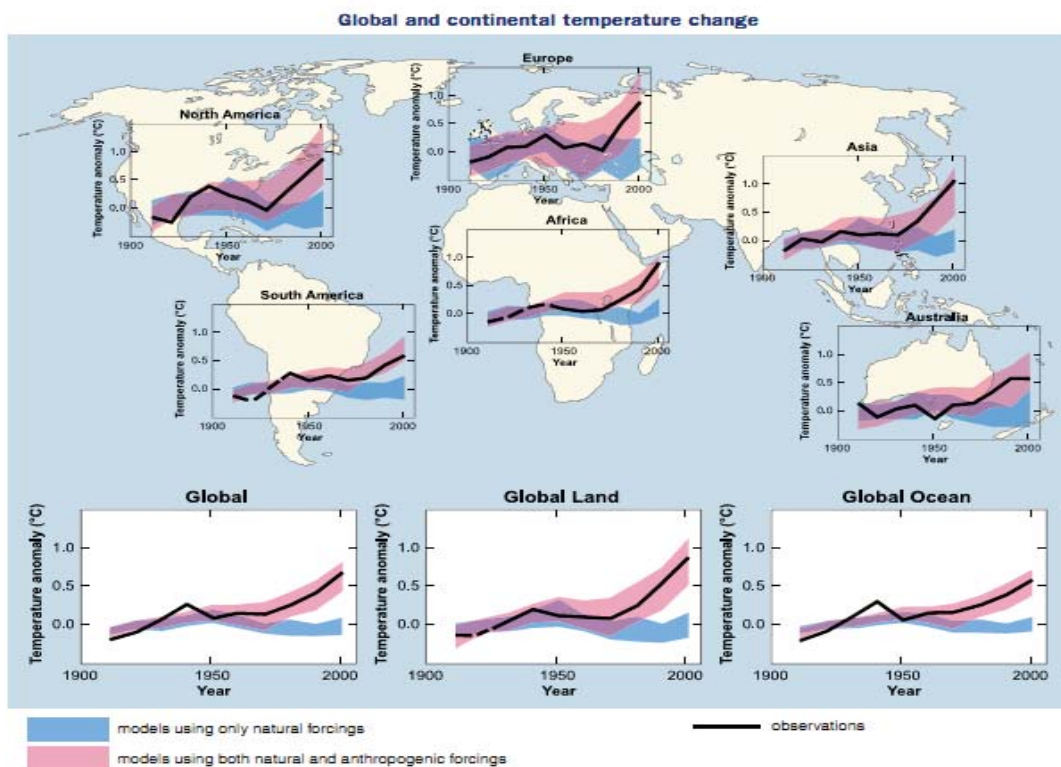 Global and continental temperature change
Europe
Temperature anomaly (°C)
1.0
0.5
0.0
1900
1950
2000
Year
North America
Temperature anomaly (°C)
1.0
0.5
0.0
1900
1950
2000
Year
Asia
Temperature anomaly (°C)
1.0
0.5
0.0
1900
1950
2000
Year
Africa
Temperature anomaly (°C)
1.0
0.5
0.0
1900
1950
2000
Year
South America
Temperature anomaly (°C)
1.0
0.5
0.0
1900
1950
2000
Year
Australia
Temperature anomaly (°C)
1.0
0.5
0.0
1900
1950
2000
Year
Global
Temperature anomaly (°C)
1.0
0.5
0.0
1900
1950
2000
Year
Global Land
Temperature anomaly (°C)
1.0
0.5
0.0
1900
1950
2000
Year
Global Ocean
Temperature anomaly (°C)
1.0
0.5
0.0
1900
1950
2000
Year
models using only natural forcings
observations
models using both natural and anthropogenic forcings